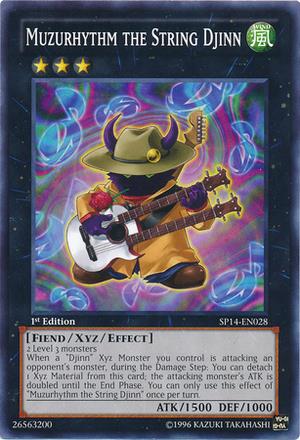 MUZURHYTHM THE STRING DJINN
WIND
風
1st Edition
SP14-EN028
[FIEND / XYZ / EFFECT]
2 Level 3 monsters
When a "Djinn" Xyz Monster you control is attacking an
opponent's monster, during the Damage Step: You can detach
1 Xyz Material from this card; the attacking monster's ATK is
doubled until the End Phase. You can only use this effect of
"Muzurhythm the String Djinn" once per turn.
ATK/1500 DEF/1000
26563200
©1996 KAZUKI TAKAHASHI